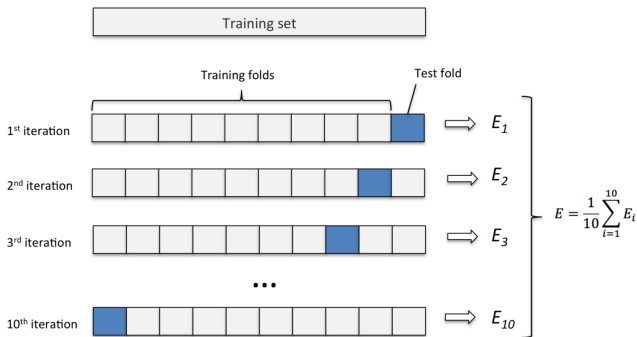 Training set
Training folds
Test fold
1st iteration
E1
2nd iteration
E2
E = 1/10 ∑ i=1 10 Ei
3rd iteration
E3
...
10th iteration
E10